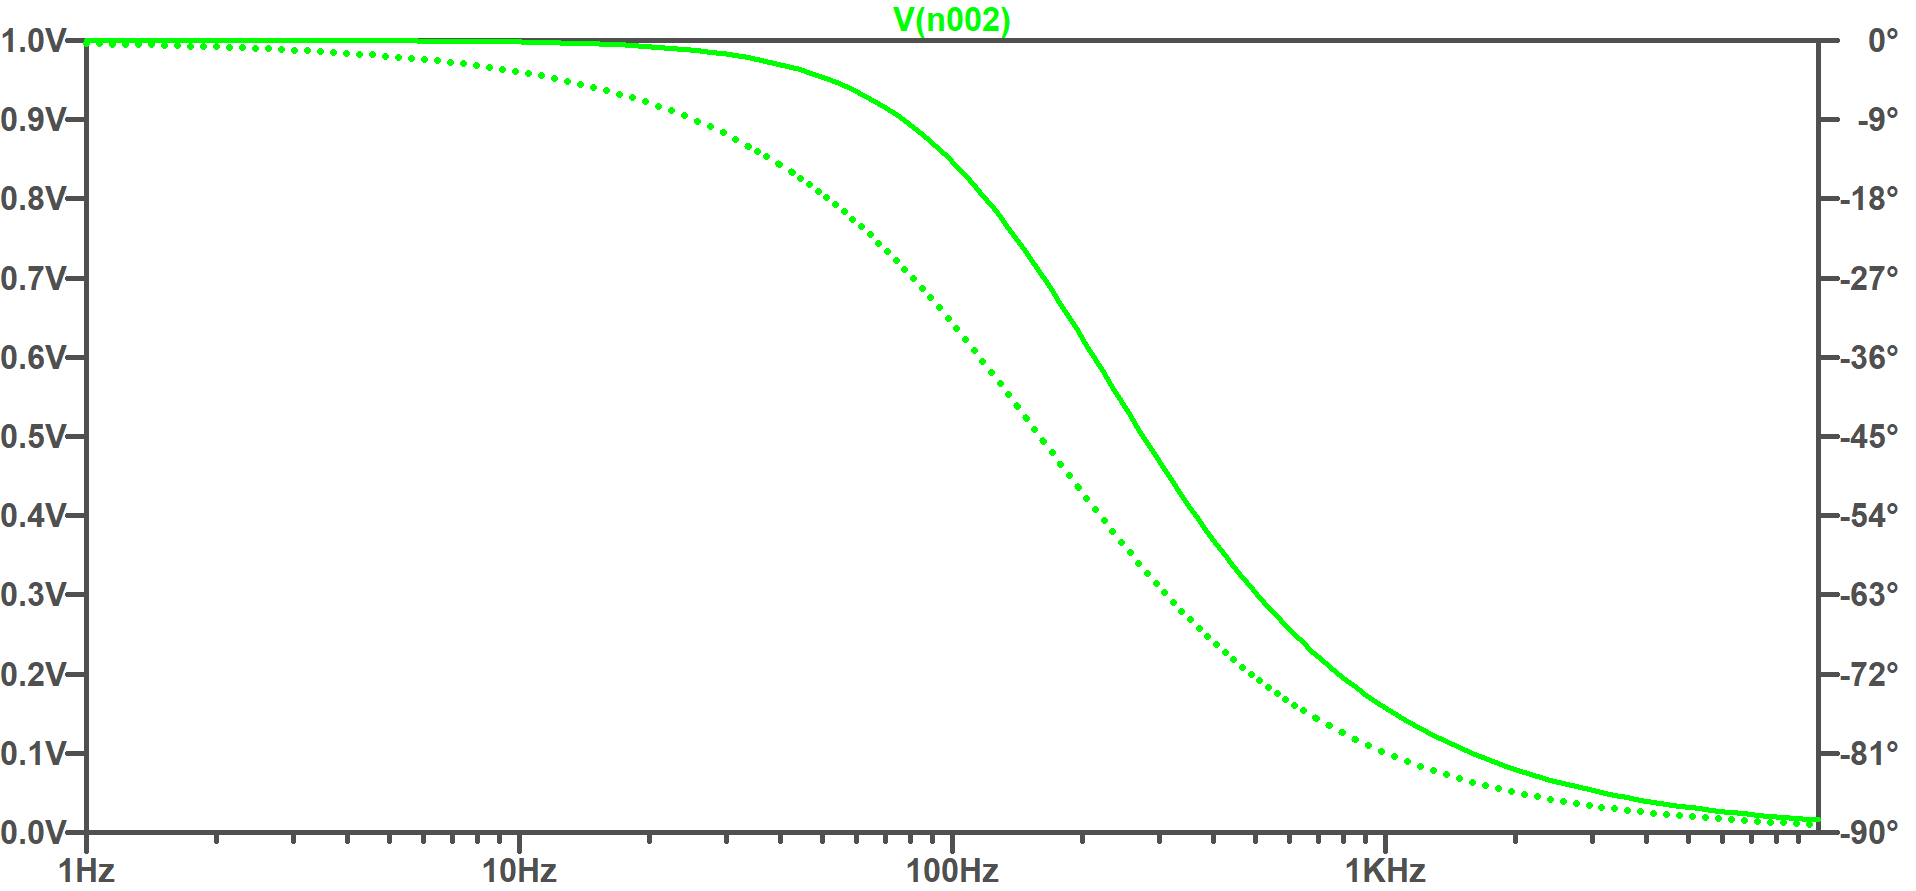 V(n002)
1.0V 0°
0.9V -9°
0.8V -18°
0.7V -27°
0.6V -36°
0.5V -45°
0.4V -54°
0.3V -63°
0.2V -72°
0.1V -81°
0.0V -90°
1Hz 10Hz 100Hz 1KHz